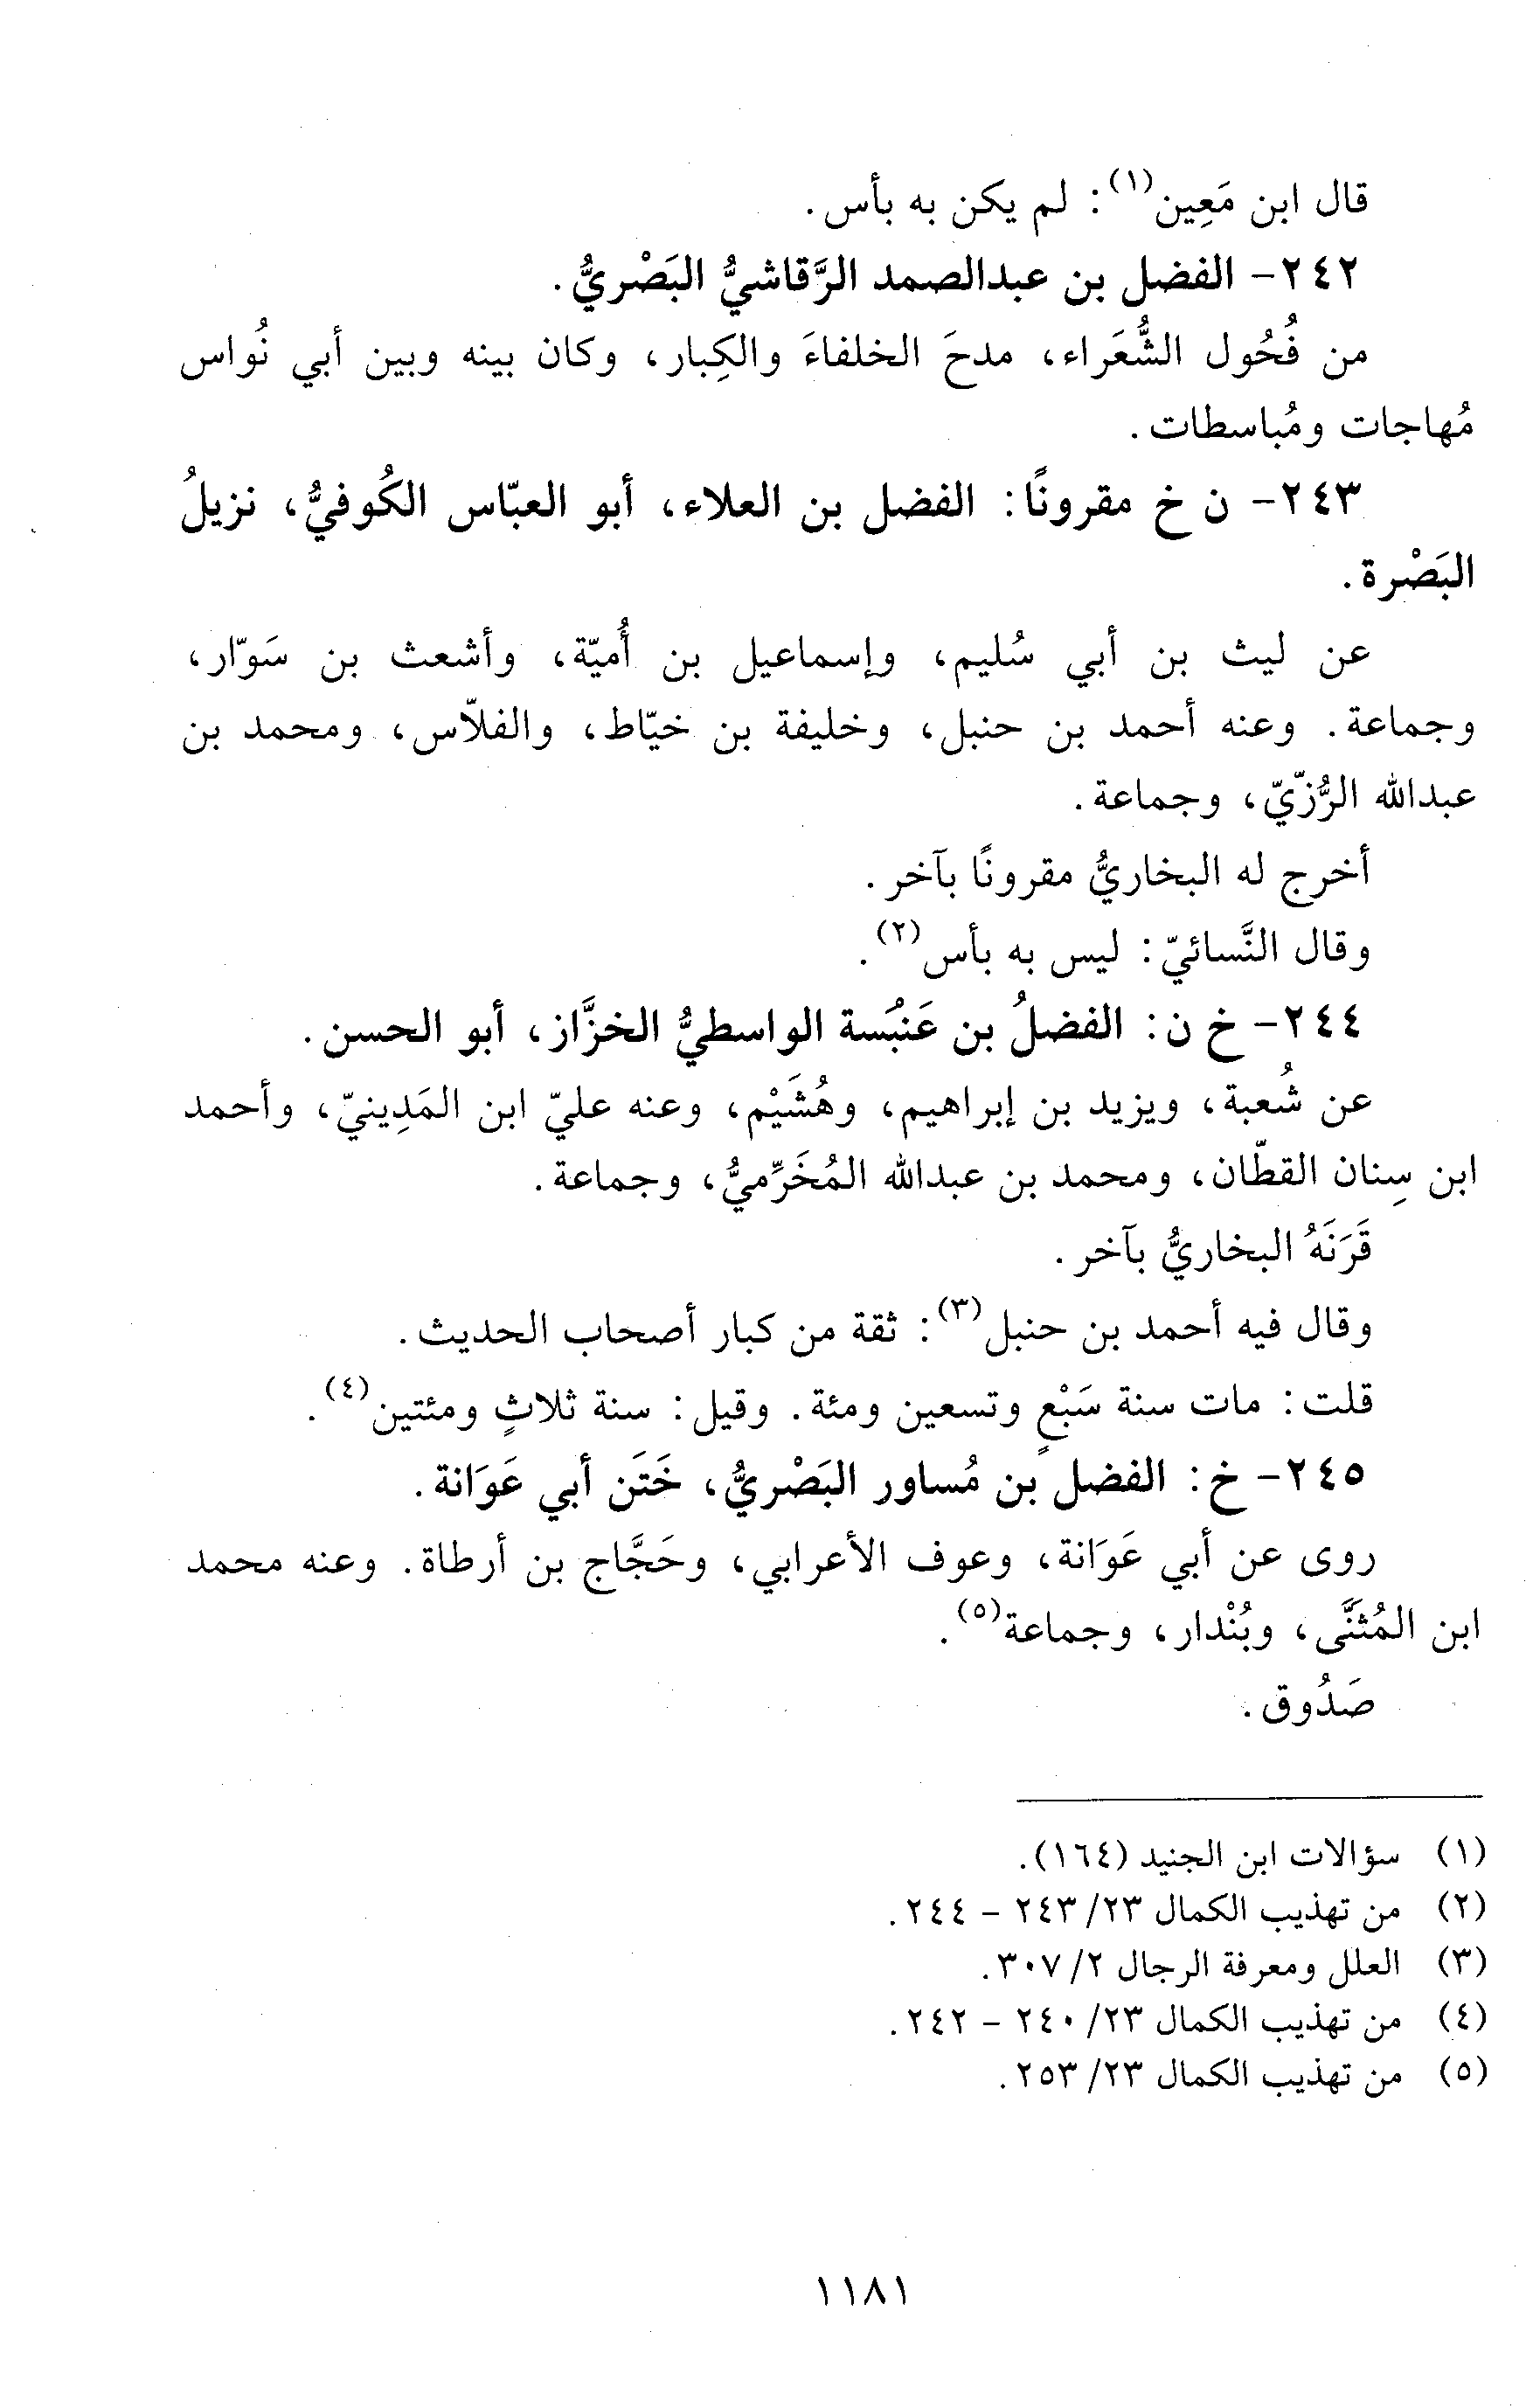 قال ابن مَعِين(١): لم يكن به بأس.
٢٤٢- الفضل بن عبدالصمد الرَّقاشيُّ البَصْريُّ.
من فُحُول الشُّعَراء، مدحَ الخلفاءَ والكِبار، وكان بينه وبين أبي نُواس
مُهاجات ومُباسطات.
٢٤٣- ن خ مقرونًا: الفضل بن العلاء، أبو العبّاس الكُوفيُّ، نزيلُ
البَصْرة.
عن ليث بن أبي سُليم، وإسماعيل بن أُميّة، وأشعث بن سَوّار،
وجماعة. وعنه أحمد بن حنبل، وخليفة بن خيّاط، والفلاّس، ومحمد بن
عبدالله الرُّزّيّ، وجماعة.
أخرج له البخاريُّ مقرونًا بآخر.
وقال النَّسائيّ: ليس به بأس(٢).
٢٤٤- خ ن: الفضلُ بن عَنبُسة الواسطيُّ الخزَّاز، أبو الحسن.
عن شُعبة، ويزيد بن إبراهيم، وهُشَيْم، وعنه عليّ ابن المَدِينيّ، وأحمد
ابن سِنان القطّان، ومحمد بن عبدالله المُخَرِّميُّ، وجماعة.
قَرَنَهُ البخاريُّ بآخر.
وقال فيه أحمد بن حنبل(٣): ثقة من كبار أصحاب الحديث.
قلت: مات سنة سَبْعٍ وتسعين ومئة. وقيل: سنة ثلاثٍ ومئتين(٤).
٢٤٥- خ: الفضل بن مُساور البَصْريُّ، خَتَن أبي عَوَانة.
روى عن أبي عَوَانة، وعوف الأعرابي، وحَجَّاج بن أرطاة. وعنه محمد
ابن المُثنَّى، وبُنْدار، وجماعة(٥).
صَدُوق.
(١) سؤالات ابن الجنيد (١٦٤).
(٢) من تهذيب الكمال ٢٣/ ٢٤٣ - ٢٤٤.
(٣) العلل ومعرفة الرجال ٢/ ٣٠٧.
(٤) من تهذيب الكمال ٢٣/ ٢٤٠ - ٢٤٢.
(٥) من تهذيب الكمال ٢٣/ ٢٥٣.
١١٨١